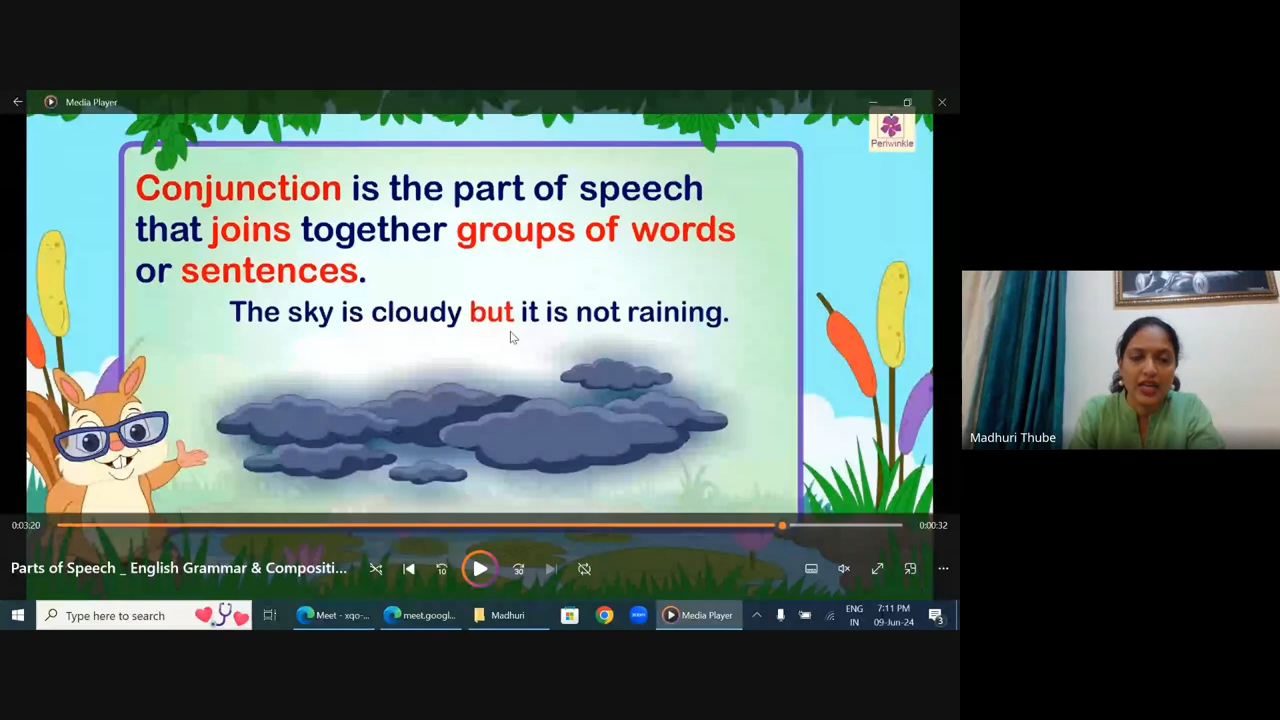 Media Player
Periwinkle
Conjunction is the part of speech
that joins together groups of words
or sentences.
The sky is cloudy but it is not raining.
Madhuri Thube
0:03:20
0:00:32
Parts of Speech _ English Grammar & Compositi...
10
30
Type here to search
Meet - xqo-...
meet.googl...
Madhuri
zoom
Media Player
ENG
IN
7:11 PM
09-Jun-24
3